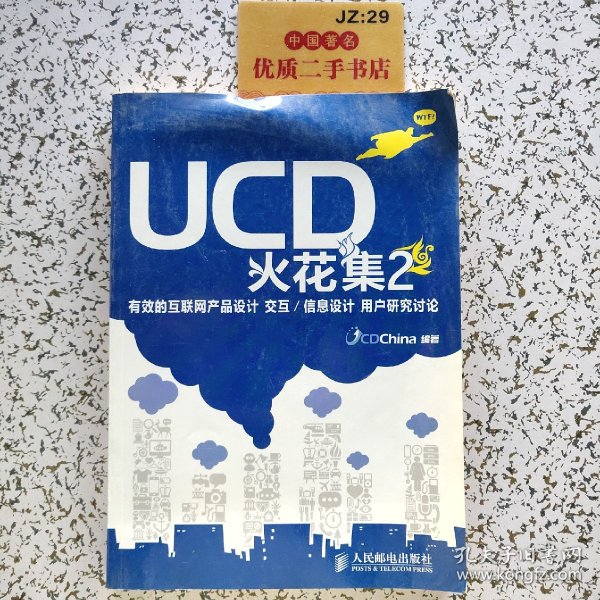 JZ:29
中国著名
优质二手书店
WTF!
UCD
火花集2
有效的互联网产品设计 交互/信息设计 用户研究讨论
UCDChina 编著
人民邮电出版社
POSTS & TELECOM PRESS
孔夫子旧书网
www.kongfz.com